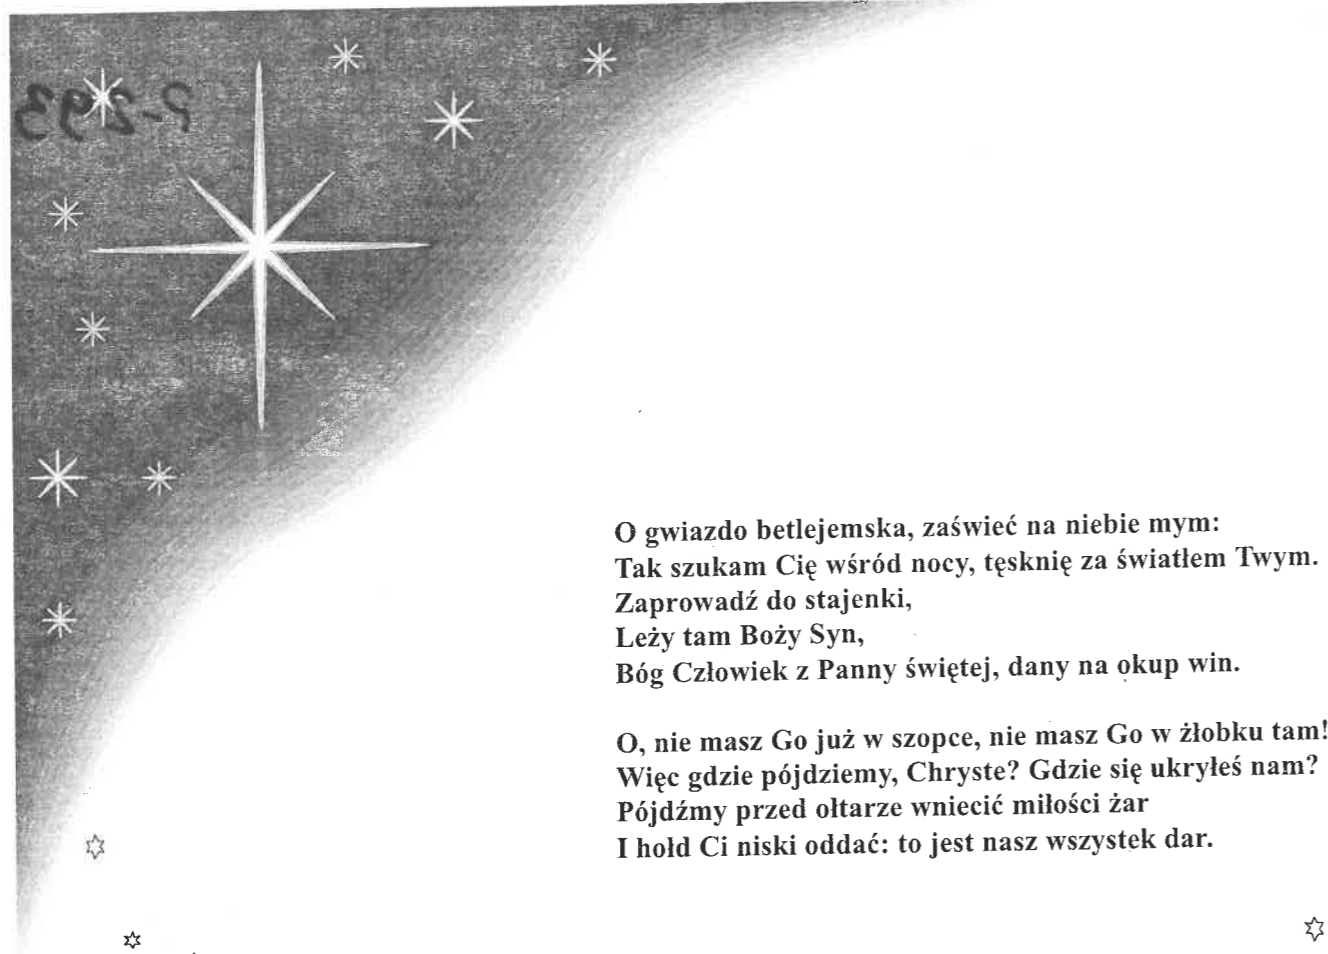 P-293
O gwiazdo betlejemska, zaświeć na niebie mym:
Tak szukam Cię wśród nocy, tęsknię za światłem Twym.
Zaprowadź do stajenki,
Leży tam Boży Syn,
Bóg Człowiek z Panny świętej, dany na okup win.
O, nie masz Go już w szopce, nie masz Go w żłobku tam!
Więc gdzie pójdziemy, Chryste? Gdzie się ukryłeś nam?
Pójdźmy przed ołtarze wniecić miłości żar
I hołd Ci niski oddać: to jest nasz wszystek dar.